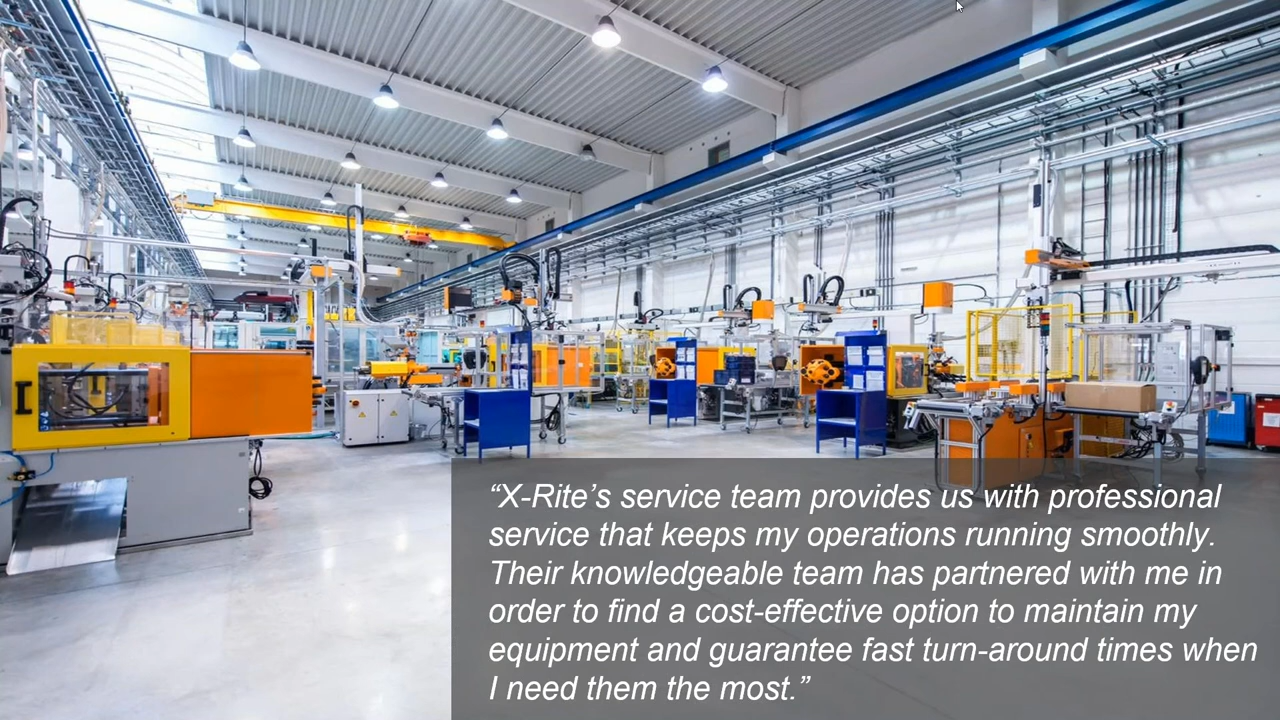 “X-Rite’s service team provides us with professional
service that keeps my operations running smoothly.
Their knowledgeable team has partnered with me in
order to find a cost-effective option to maintain my
equipment and guarantee fast turn-around times when
I need them the most.”